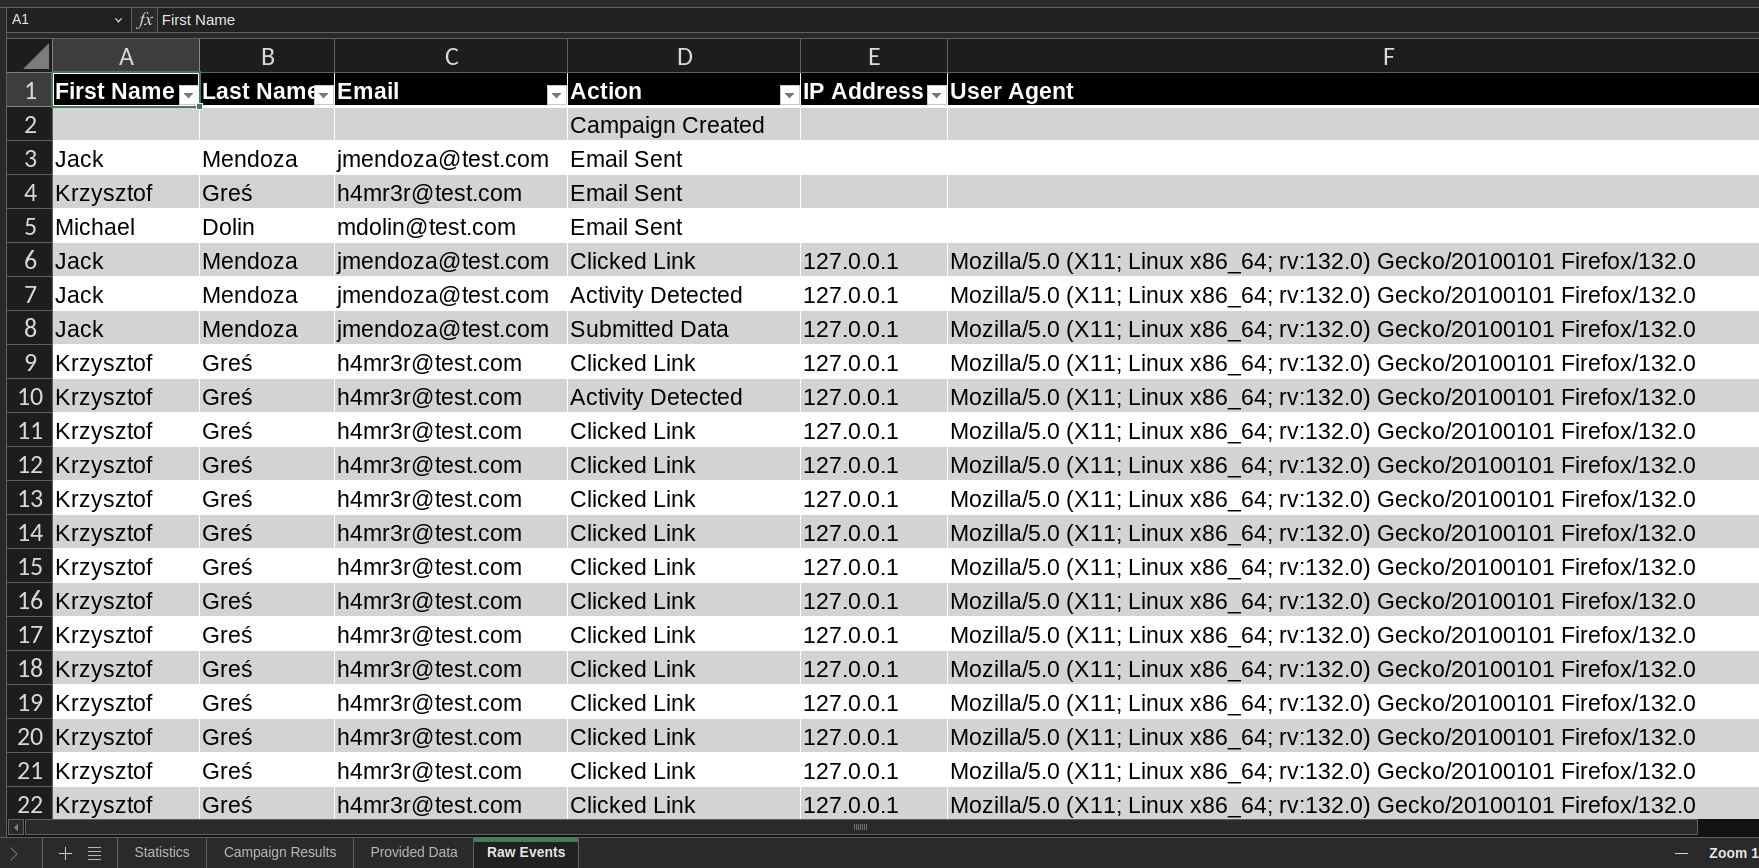 A1 fx First Name
A B C D E F
1 First Name Last Name Email Action IP Address User Agent
2 Campaign Created
3 Jack Mendoza jmendoza@test.com Email Sent
4 Krzysztof Greś h4mr3r@test.com Email Sent
5 Michael Dolin mdolin@test.com Email Sent
6 Jack Mendoza jmendoza@test.com Clicked Link 127.0.0.1 Mozilla/5.0 (X11; Linux x86_64; rv:132.0) Gecko/20100101 Firefox/132.0
7 Jack Mendoza jmendoza@test.com Activity Detected 127.0.0.1 Mozilla/5.0 (X11; Linux x86_64; rv:132.0) Gecko/20100101 Firefox/132.0
8 Jack Mendoza jmendoza@test.com Submitted Data 127.0.0.1 Mozilla/5.0 (X11; Linux x86_64; rv:132.0) Gecko/20100101 Firefox/132.0
9 Krzysztof Greś h4mr3r@test.com Clicked Link 127.0.0.1 Mozilla/5.0 (X11; Linux x86_64; rv:132.0) Gecko/20100101 Firefox/132.0
10 Krzysztof Greś h4mr3r@test.com Activity Detected 127.0.0.1 Mozilla/5.0 (X11; Linux x86_64; rv:132.0) Gecko/20100101 Firefox/132.0
11 Krzysztof Greś h4mr3r@test.com Clicked Link 127.0.0.1 Mozilla/5.0 (X11; Linux x86_64; rv:132.0) Gecko/20100101 Firefox/132.0
12 Krzysztof Greś h4mr3r@test.com Clicked Link 127.0.0.1 Mozilla/5.0 (X11; Linux x86_64; rv:132.0) Gecko/20100101 Firefox/132.0
13 Krzysztof Greś h4mr3r@test.com Clicked Link 127.0.0.1 Mozilla/5.0 (X11; Linux x86_64; rv:132.0) Gecko/20100101 Firefox/132.0
14 Krzysztof Greś h4mr3r@test.com Clicked Link 127.0.0.1 Mozilla/5.0 (X11; Linux x86_64; rv:132.0) Gecko/20100101 Firefox/132.0
15 Krzysztof Greś h4mr3r@test.com Clicked Link 127.0.0.1 Mozilla/5.0 (X11; Linux x86_64; rv:132.0) Gecko/20100101 Firefox/132.0
16 Krzysztof Greś h4mr3r@test.com Clicked Link 127.0.0.1 Mozilla/5.0 (X11; Linux x86_64; rv:132.0) Gecko/20100101 Firefox/132.0
17 Krzysztof Greś h4mr3r@test.com Clicked Link 127.0.0.1 Mozilla/5.0 (X11; Linux x86_64; rv:132.0) Gecko/20100101 Firefox/132.0
18 Krzysztof Greś h4mr3r@test.com Clicked Link 127.0.0.1 Mozilla/5.0 (X11; Linux x86_64; rv:132.0) Gecko/20100101 Firefox/132.0
19 Krzysztof Greś h4mr3r@test.com Clicked Link 127.0.0.1 Mozilla/5.0 (X11; Linux x86_64; rv:132.0) Gecko/20100101 Firefox/132.0
20 Krzysztof Greś h4mr3r@test.com Clicked Link 127.0.0.1 Mozilla/5.0 (X11; Linux x86_64; rv:132.0) Gecko/20100101 Firefox/132.0
21 Krzysztof Greś h4mr3r@test.com Clicked Link 127.0.0.1 Mozilla/5.0 (X11; Linux x86_64; rv:132.0) Gecko/20100101 Firefox/132.0
22 Krzysztof Greś h4mr3r@test.com Clicked Link 127.0.0.1 Mozilla/5.0 (X11; Linux x86_64; rv:132.0) Gecko/20100101 Firefox/132.0
Statistics Campaign Results Provided Data Raw Events Zoom 1